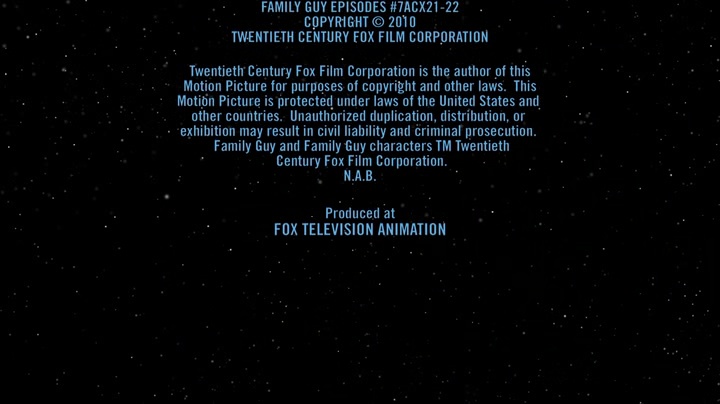 FAMILY GUY EPISODES #7ACX21-22
COPYRIGHT © 2010
TWENTIETH CENTURY FOX FILM CORPORATION
Twentieth Century Fox Film Corporation is the author of this
Motion Picture for purposes of copyright and other laws. This
Motion Picture is protected under laws of the United States and
other countries. Unauthorized duplication, distribution, or
exhibition may result in civil liability and criminal prosecution.
Family Guy and Family Guy characters TM Twentieth
Century Fox Film Corporation.
N.A.B.
Produced at
FOX TELEVISION ANIMATION